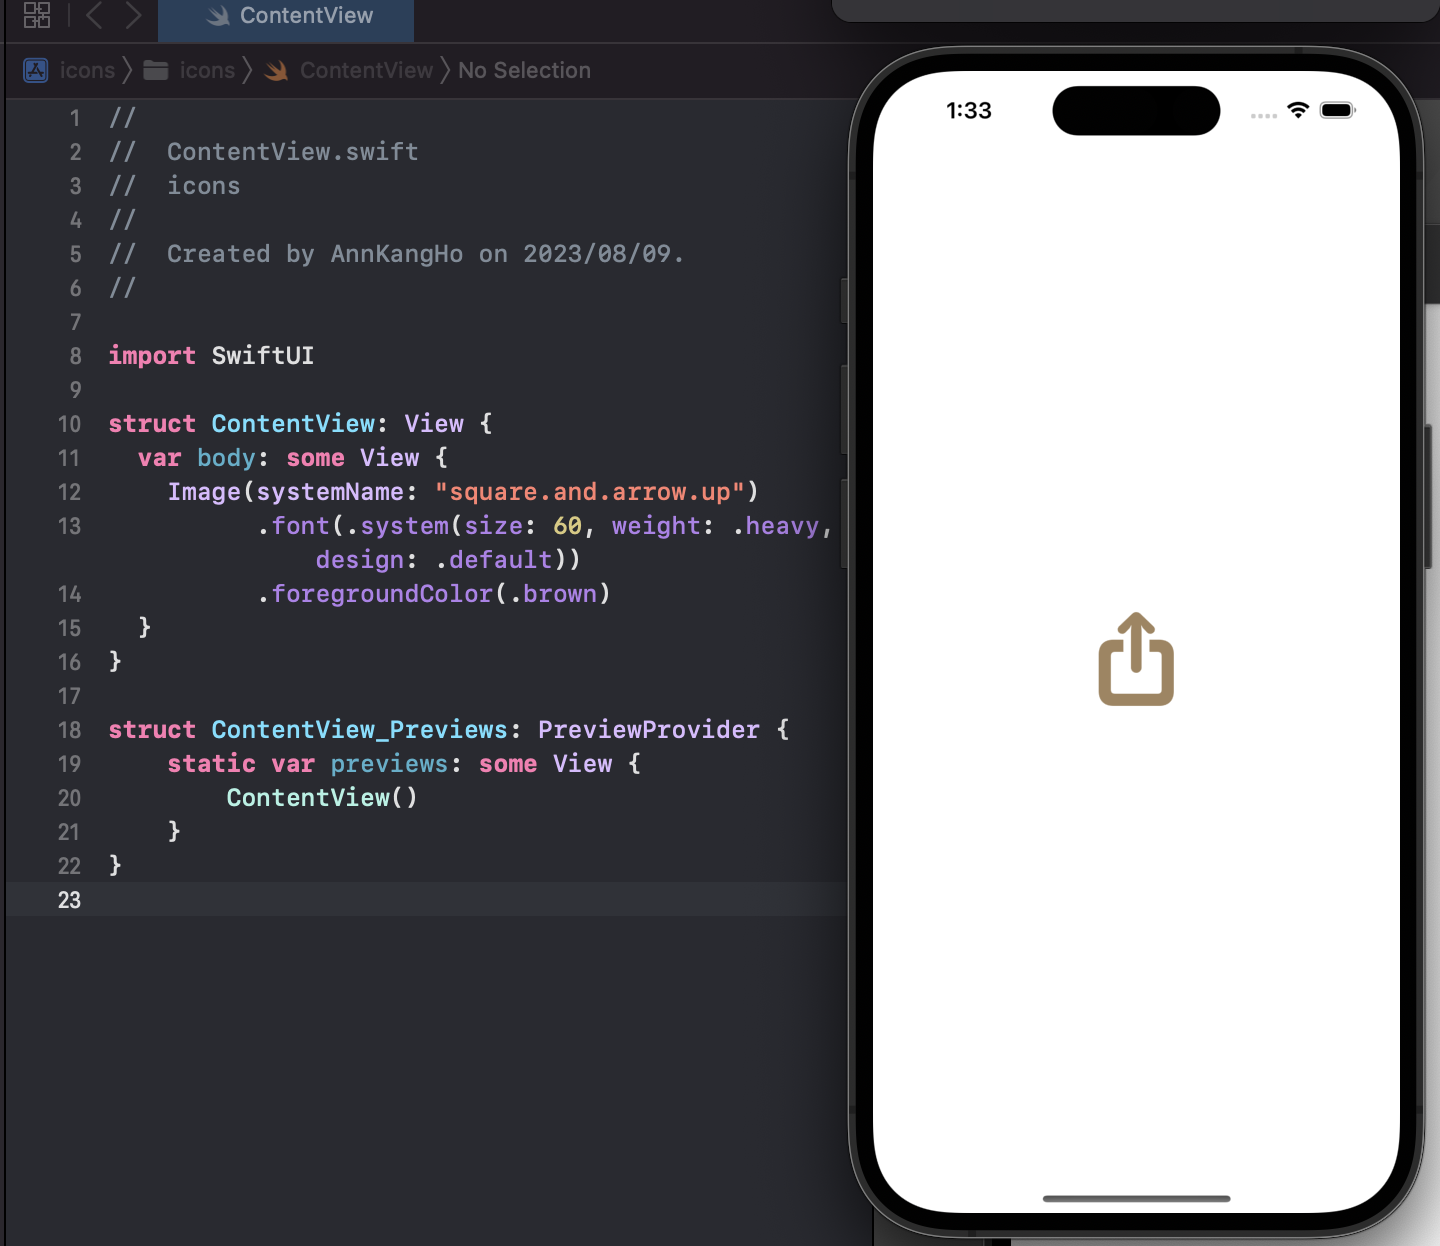 ContentView
icons
icons
ContentView
No Selection
1 //
2 //  ContentView.swift
3 //  icons
4 //
5 //  Created by AnnKangHo on 2023/08/09.
6 //
7
8 import SwiftUI
9
10 struct ContentView: View {
11   var body: some View {
12     Image(systemName: "square.and.arrow.up")
13           .font(.system(size: 60, weight: .heavy,
              design: .default))
14           .foregroundColor(.brown)
15   }
16 }
17
18 struct ContentView_Previews: PreviewProvider {
19     static var previews: some View {
20         ContentView()
21     }
22 }
23
1:33